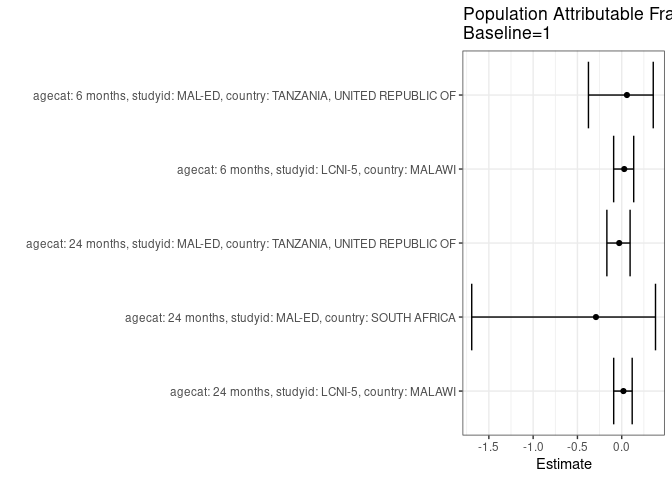 Population Attributable Fra
Baseline=1
agecat: 6 months, studyid: MAL-ED, country: TANZANIA, UNITED REPUBLIC OF
agecat: 6 months, studyid: LCNI-5, country: MALAWI
agecat: 24 months, studyid: MAL-ED, country: TANZANIA, UNITED REPUBLIC OF
agecat: 24 months, studyid: MAL-ED, country: SOUTH AFRICA
agecat: 24 months, studyid: LCNI-5, country: MALAWI
-1.5 -1.0 -0.5 0.0
Estimate